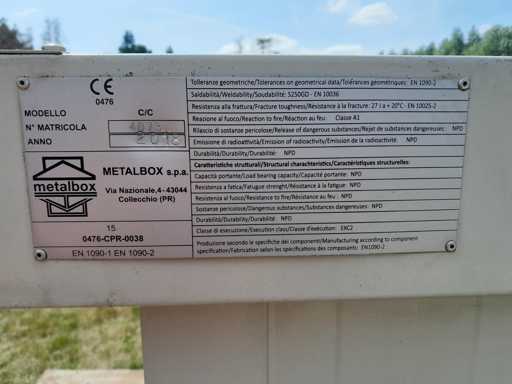 CE
0476
MODELLO C/C
N° MATRICOLA
ANNO 2018
metalbox
METALBOX s.p.a.
Via Nazionale,4 - 43044
Collecchio (PR)
15
0476-CPR-0038
EN 1090-1 EN 1090-2
Tolleranze geometriche/Tolerances on geometrical data/Tolérances géometriques: EN 1090-2
Saldabilità/Weldability/Soudabilité: S250GD - EN 10036
Resistenza alla frattura/Fracture toughness/Résistance à la fracture: 27 j a + 20°C - EN 10025-2
Reazione al fuoco/Reaction to fire/Réaction au feu: Classe A1
Rilascio di sostanze pericolose/Release of dangerous substances/Rejet de substances dangereuses: NPD
Emissione di radioattività/Emission of radioactivity/Emission de la radioactivité: NPD
Durabilità/Durability/Durabilité: NPD
Caratteristiche strutturali/Structural characteristics/Caractéristiques structurelles:
Capacità portante/Load bearing capacity/Capacité portante: NPD
Resistenza a fatica/Fatigue strenght/Résistance à la fatigue: NPD
Resistenza al fuoco/Resistance to fire/Résistance au feu: NPD
Sostanze pericolose/Dangerous substances/Substances dangereuses: NPD
Durabilità/Durability/Durabilité: NPD
Classe di esecuzione/Execution class/Classe d'éxécution: EXC2
Produzione secondo le specifiche dei componenti/Manufacturing according to component
specification/Fabrication selon les specifications des composants: EN1090-2